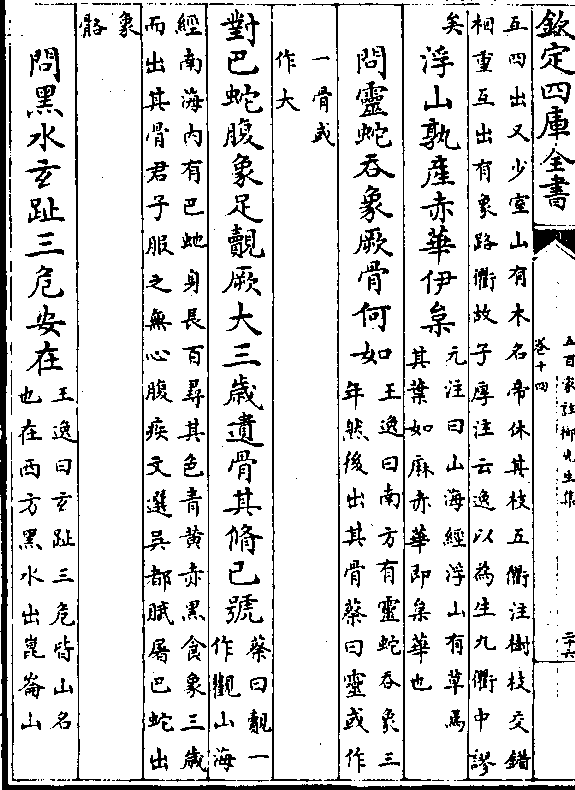 欽定四庫全書
五百家註柳先生集
卷十四
二十六
五四出又少室山有木名帝休其枝五衢注樹枝交錯
相重互出有象路衢故子厚注云逸以為生九衢中謬
矣
浮山孰產赤華伊枲
元注曰山海經浮山有草焉
其葉如麻赤華即枲華也
問靈蛇吞象厥骨何如
王逸曰南方有靈蛇吞象三
年然後出其骨蔡曰靈或作
一骨或
作大
對巴蛇腹象足覿厥大三歲遺骨其脩已號
蔡曰覿一
作觀山海
經南海內有巴虵身長百尋其色青黃赤黑食象三歲
而出其骨君子服之無心腹疾文選吳都賦屠巴蛇出
象
骼
問黑水玄趾三危安在
王逸曰玄趾三危皆山名
也在西方黑水出崑崙山